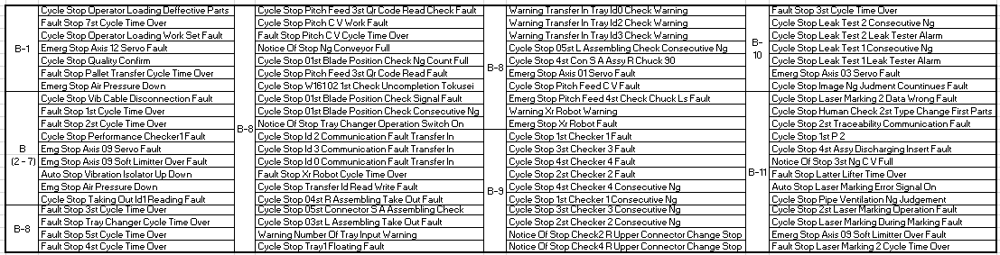 B-1
Cycle Stop Operator Loading Deffective Parts
Fault Stop 7st Cycle Time Over
Cycle Stop Operator Loading Work Set Fault
Emerg Stop Axis 12 Servo Fault
Cycle Stop Quality Confirm
Fault Stop Pallet Transfer Cycle Time Over
Emerg Stop Air Pressure Down
B
(2-7)
Cycle Stop Vib Cable Disconnection Fault
Fault Stop 1st Cycle Time Over
Fault Stop 2st Cycle Time Over
Cycle Stop Performance Checker1 Fault
Emg Stop Axis 09 Servo Fault
Emg Stop Axis 09 Soft Limitter Over Fault
Auto Stop Vibration Isolator Up Down
Emg Stop Air Pressure Down
Cycle Stop Taking Out Id1 Reading Fault
B-8
Fault Stop 3st Cycle Time Over
Fault Stop Tray Changer Cycle Time Over
Fault Stop 5st Cycle Time Over
Fault Stop 4st Cycle Time Over
B-8
Cycle Stop Pitch Feed 3st Qr Code Read Check Fault
Cycle Stop Pitch C V Work Fault
Fault Stop Pitch C V Cycle Time Over
Notice Of Stop Ng Conveyor Full
Cycle Stop 01st Blade Position Check Ng Count Full
Cycle Stop Pitch Feed 3st Qr Code Read Fault
Cycle Stop W16102 1st Check Uncompletion Tokusei
Cycle Stop 01st Blade Position Check Signal Fault
Cycle Stop 01st Blade Position Check Consecutive Ng
Notice Of Stop Tray Changer Operation Switch On
Cycle Stop Id 2 Communication Fault Transfer In
Cycle Stop Id 3 Communication Fault Transfer In
Cycle Stop Id 0 Communication Fault Transfer In
Fault Stop Xr Robot Cycle Time Over
Cycle Stop Transfer Id Read Write Fault
Cycle Stop 04st R Assembling Take Out Fault
Cycle Stop 05st Connector S A Assembling Check
Cycle Stop 03st L Assembling Take Out Fault
Warning Number Of Tray Input Warning
Cycle Stop Tray1 Floating Fault
B-8
Warning Transfer In Tray Id0 Check Warning
Warning Transfer In Tray Id3 Check Warning
Warning Transfer In Tray Id2 Check Warning
Cycle Stop 05st L Assembling Check Consecutive Ng
Cycle Stop 4st Con S A Assy R Chuck 90
Emerg Stop Axis 01 Servo Fault
Cycle Stop Pitch Feed C V Fault
Emerg Stop Pitch Feed 4st Check Chuck Ls Fault
Warning Xr Robot Warning
Emerg Stop Xr Robot Fault
B-9
Cycle Stop 1st Checker 1 Fault
Cycle Stop 3st Checker 3 Fault
Cycle Stop 4st Checker 4 Fault
Cycle Stop 2st Checker 2 Fault
Cycle Stop 4st Checker 4 Consecutive Ng
Cycle Stop 1st Checker 1 Consecutive Ng
Cycle Stop 3st Checker 3 Consecutive Ng
Cycle Stop 2st Checker 2 Consecutive Ng
Notice Of Stop Check2 R Upper Connector Change Stop
Notice Of Stop Check4 R Upper Connector Change Stop
B-
10
Fault Stop 3st Cycle Time Over
Cycle Stop Leak Test 2 Consecutive Ng
Cycle Stop Leak Test 2 Leak Tester Alarm
Cycle Stop Leak Test 1 Consecutive Ng
Cycle Stop Leak Test 1 Leak Tester Alarm
Emerg Stop Axis 03 Servo Fault
Cycle Stop Image Ng Judment Countinues Fault
B-11
Cycle Stop Laser Marking 2 Data Wrong Fault
Cycle Stop Human Check 2st Type Change First Parts
Cycle Stop 2st Traceability Communication Fault
Cycle Stop 1st P 2
Cycle Stop 4st Assy Discharging Insert Fault
Notice Of Stop 3st Ng C V Full
Fault Stop Latter Lifter Time Over
Auto Stop Laser Marking Error Signal On
Cycle Stop Pipe Ventilation Ng Judgement
Cycle Stop 2st Laser Marking Operation Fault
Cycle Stop Laser Marking During Marking Fault
Emerg Stop Axis 09 Soft Limitter Over Fault
Fault Stop Laser Marking 2 Cycle Time Over